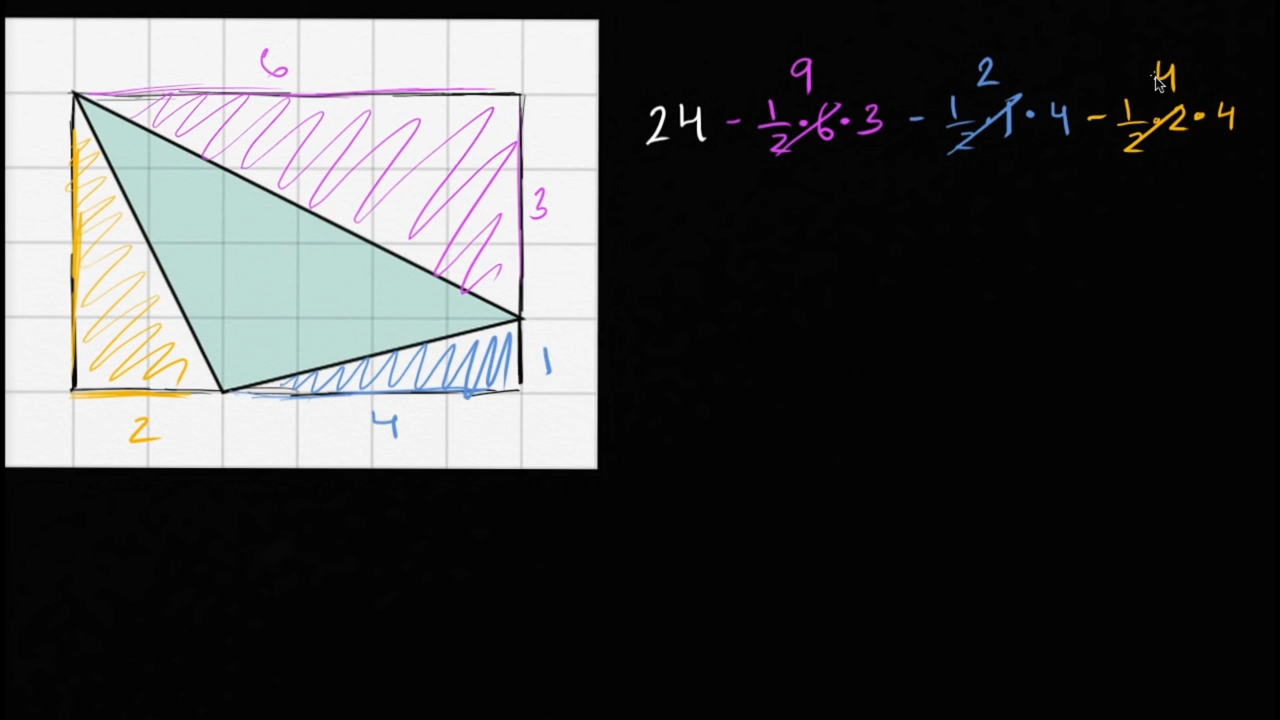 6
9 2 4
24 - 1/2 · 6 · 3 - 1/2 · 1 · 4 - 1/2 · 2 · 4
3
1
2 4